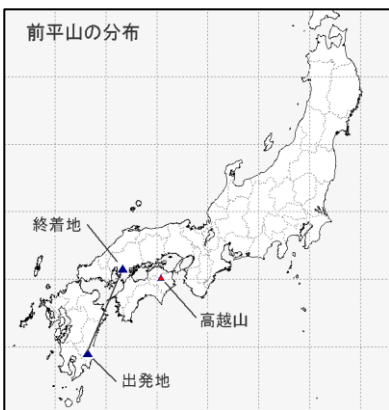 前平山の分布
終着地
高越山
出発地